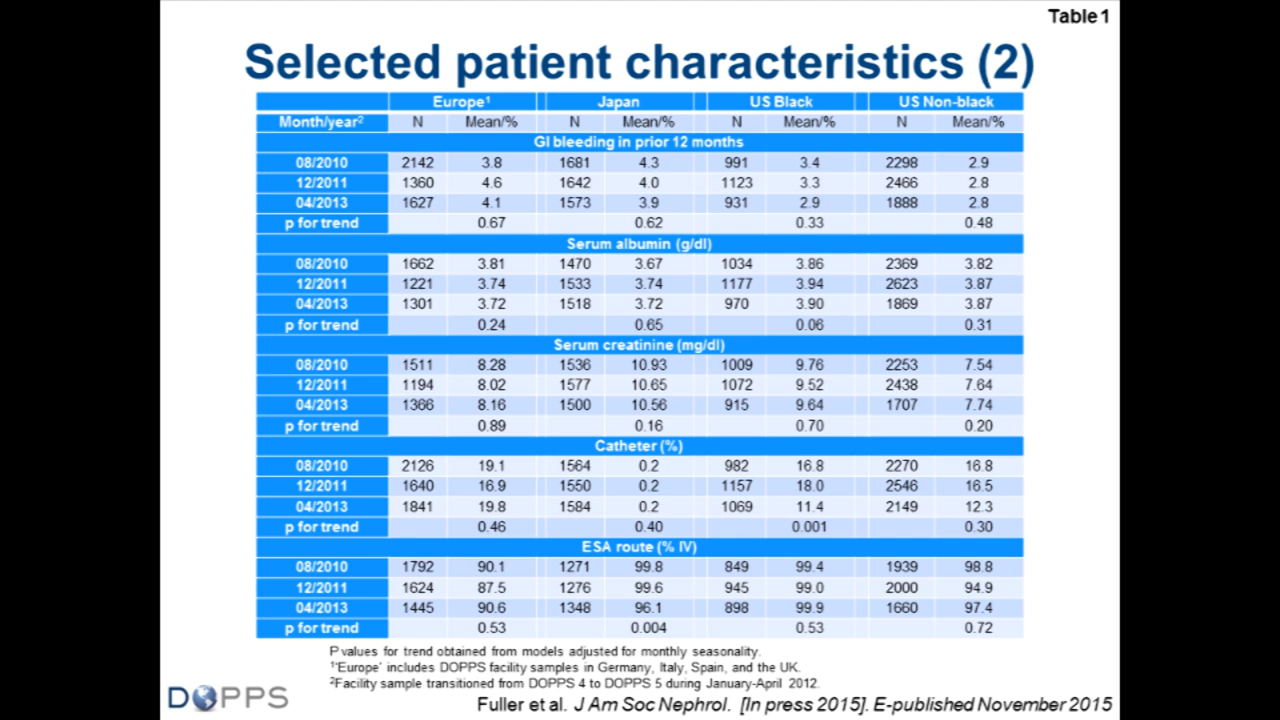 Table 1
Selected patient characteristics (2)
Europe¹ Japan US Black US Non-black
Month/year² N Mean/% N Mean/% N Mean/% N Mean/%
GI bleeding in prior 12 months
08/2010 2142 3.8 1681 4.3 991 3.4 2298 2.9
12/2011 1360 4.6 1642 4.0 1123 3.3 2466 2.8
04/2013 1627 4.1 1573 3.9 931 2.9 1888 2.8
p for trend 0.67 0.62 0.33 0.48
Serum albumin (g/dl)
08/2010 1662 3.81 1470 3.67 1034 3.86 2369 3.82
12/2011 1221 3.74 1533 3.74 1177 3.94 2623 3.87
04/2013 1301 3.72 1518 3.72 970 3.90 1869 3.87
p for trend 0.24 0.65 0.06 0.31
Serum creatinine (mg/dl)
08/2010 1511 8.28 1536 10.93 1009 9.76 2253 7.54
12/2011 1194 8.02 1577 10.65 1072 9.52 2438 7.64
04/2013 1366 8.16 1500 10.56 915 9.64 1707 7.74
p for trend 0.89 0.16 0.70 0.20
Catheter (%)
08/2010 2126 19.1 1564 0.2 982 16.8 2270 16.8
12/2011 1640 16.9 1550 0.2 1157 18.0 2546 16.5
04/2013 1841 19.8 1584 0.2 1069 11.4 2149 12.3
p for trend 0.46 0.40 0.001 0.30
ESA route (% IV)
08/2010 1792 90.1 1271 99.8 849 99.4 1939 98.8
12/2011 1624 87.5 1276 99.6 945 99.0 2000 94.9
04/2013 1445 90.6 1348 96.1 898 99.9 1660 97.4
p for trend 0.53 0.004 0.53 0.72
P values for trend obtained from models adjusted for monthly seasonality.
¹'Europe' includes DOPPS facility samples in Germany, Italy, Spain, and the UK.
²Facility sample transitioned from DOPPS 4 to DOPPS 5 during January-April 2012.
DOPPS
Fuller et al. J Am Soc Nephrol. [In press 2015]. E-published November 2015